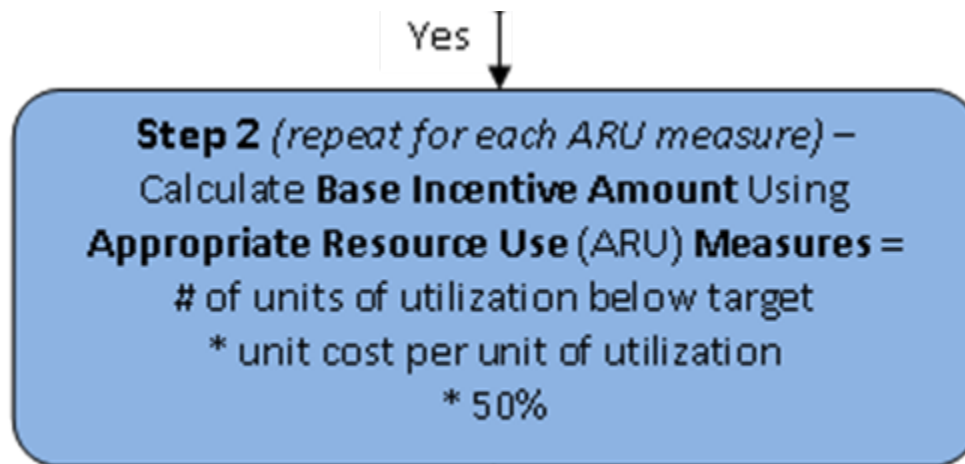 Yes
Step 2 (repeat for each ARU measure) –
Calculate Base Incentive Amount Using
Appropriate Resource Use (ARU) Measures =
# of units of utilization below target
* unit cost per unit of utilization
* 50%